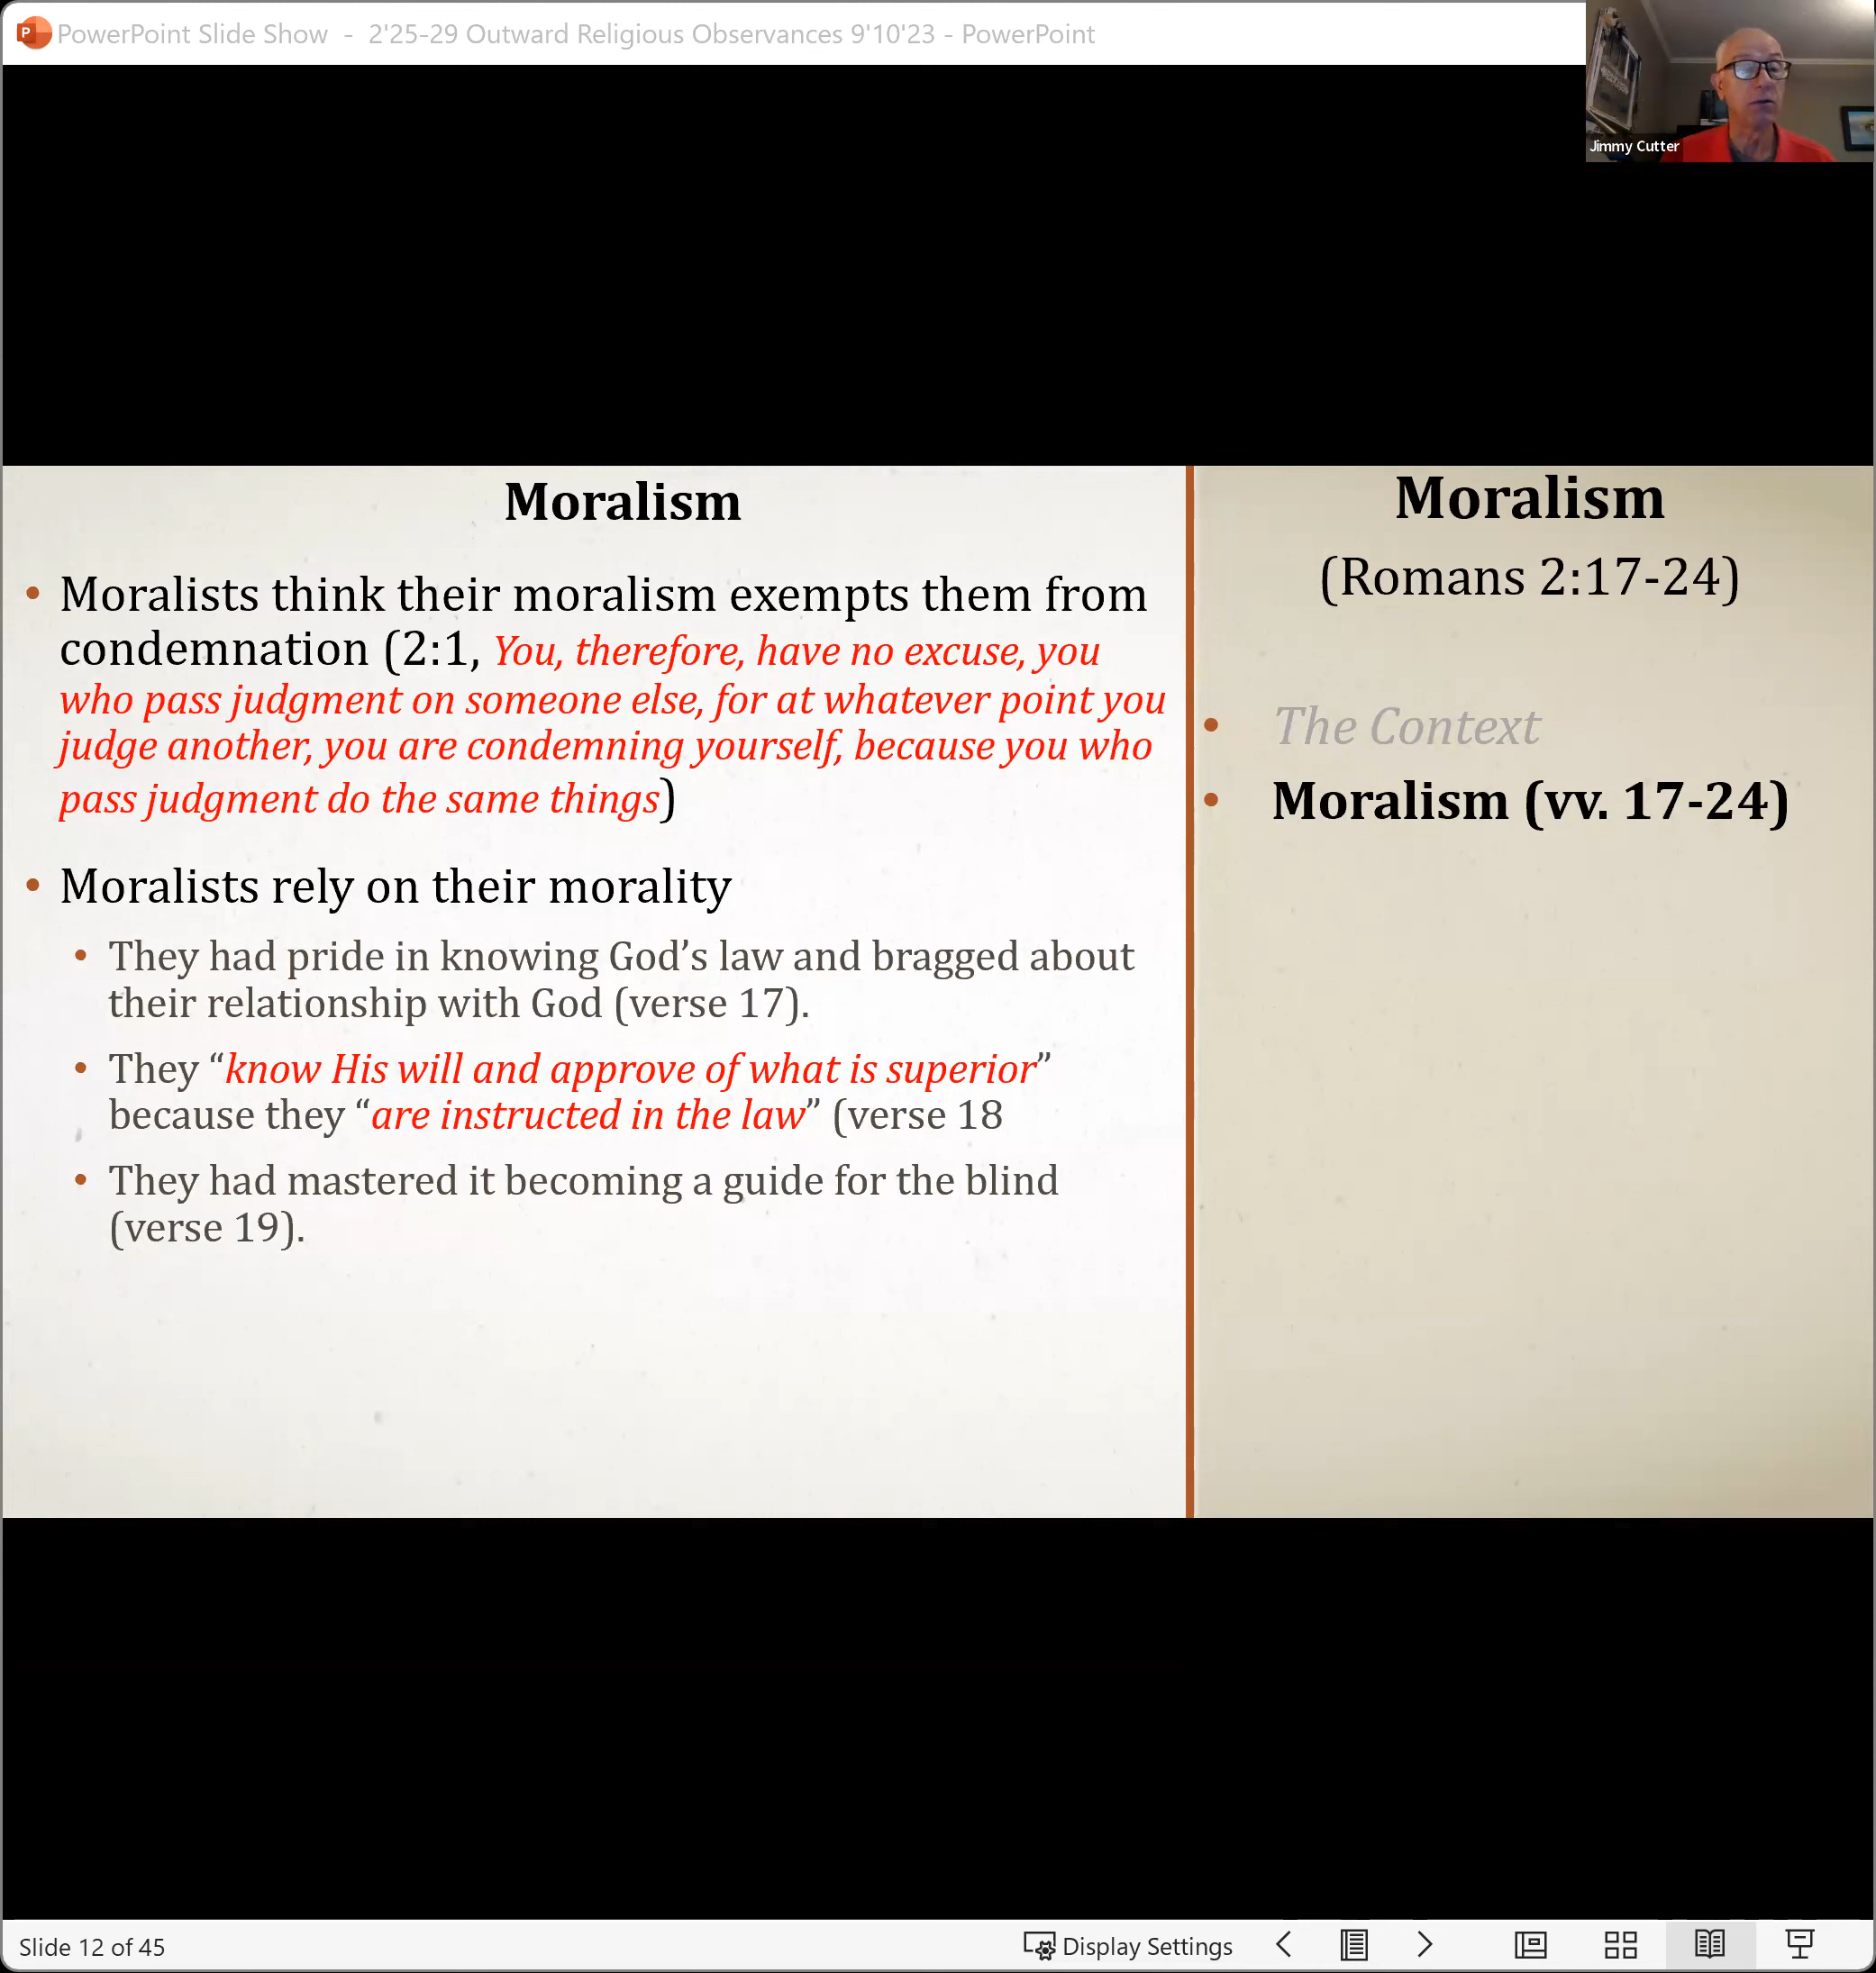 PowerPoint Slide Show - 2'25-29 Outward Religious Observances 9'10'23 - PowerPoint
Jimmy Cutter
Moralism
• Moralists think their moralism exempts them from
condemnation (2:1, You, therefore, have no excuse, you
who pass judgment on someone else, for at whatever point you
judge another, you are condemning yourself, because you who
pass judgment do the same things)
• Moralists rely on their morality
• They had pride in knowing God’s law and bragged about
their relationship with God (verse 17).
• They “know His will and approve of what is superior”
because they “are instructed in the law” (verse 18
• They had mastered it becoming a guide for the blind
(verse 19).
Moralism
(Romans 2:17-24)
• The Context
• Moralism (vv. 17-24)
Slide 12 of 45
Display Settings